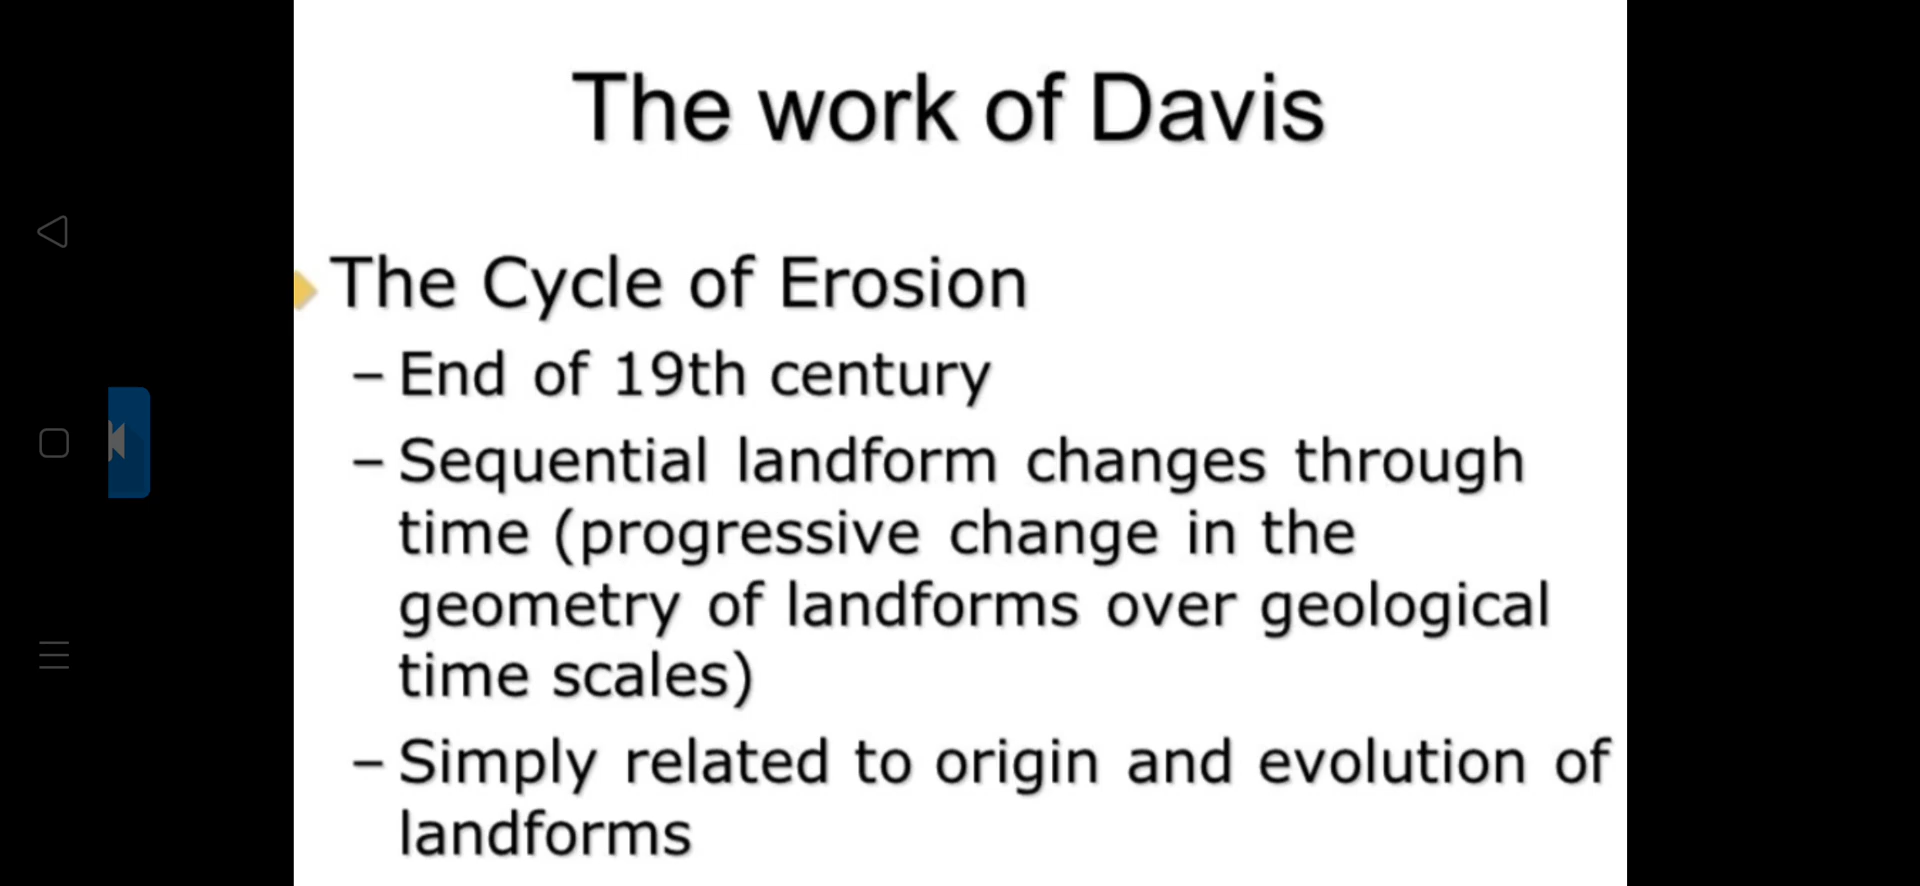 The work of Davis
The Cycle of Erosion
– End of 19th century
– Sequential landform changes through
time (progressive change in the
geometry of landforms over geological
time scales)
– Simply related to origin and evolution of
landforms